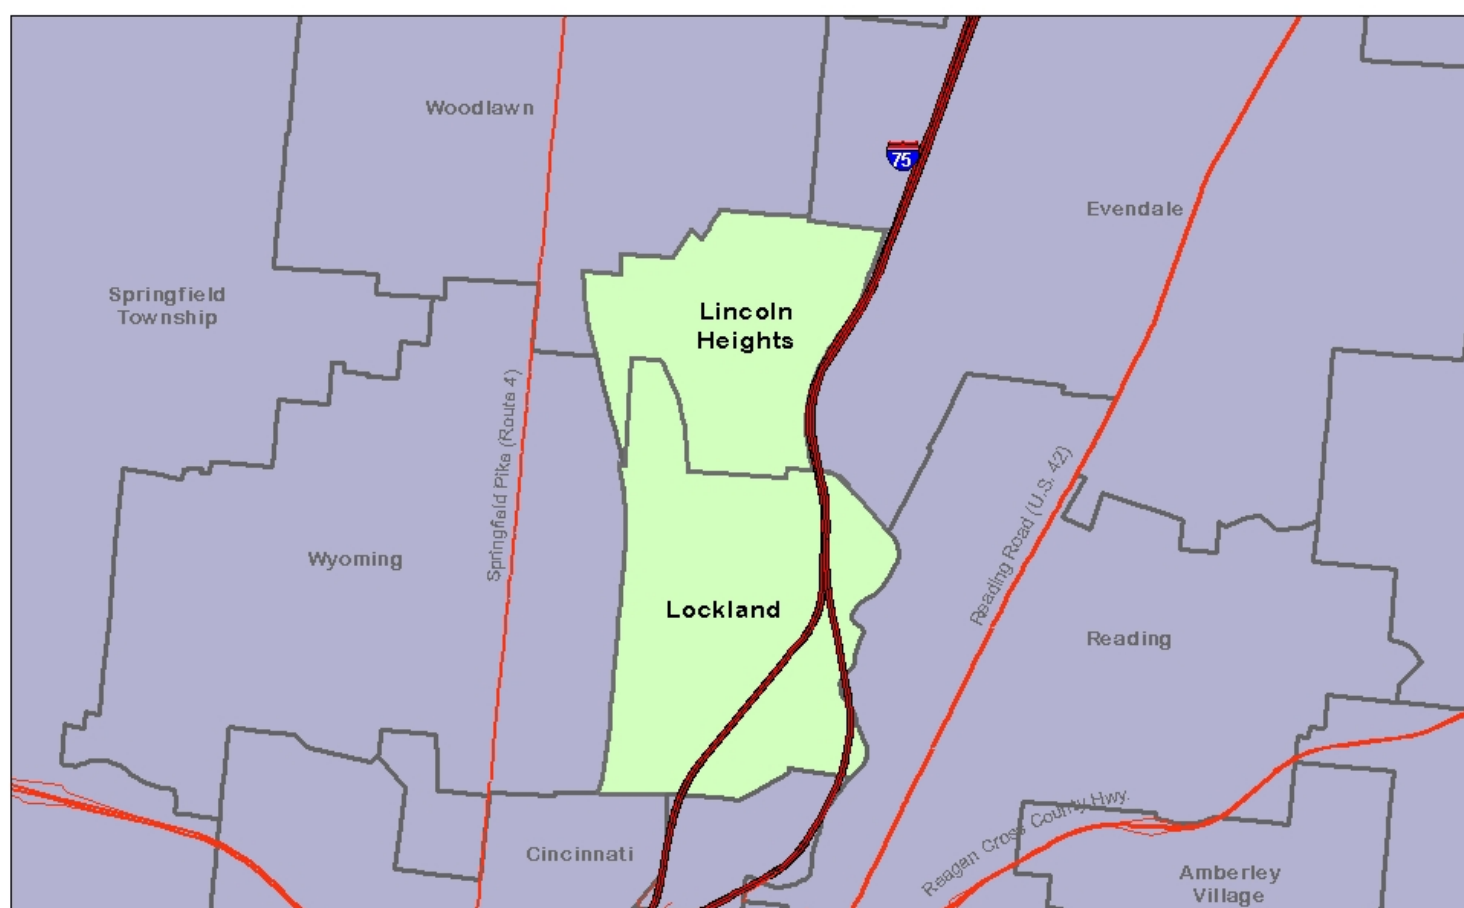 Woodlawn
75
Evendale
Springfield
Township
Lincoln
Heights
Springfield Pike (Route 4)
Reading Road (U.S. 42)
Wyoming
Lockland
Reading
Reagan Cross County Hwy.
Cincinnati
Amberley
Village